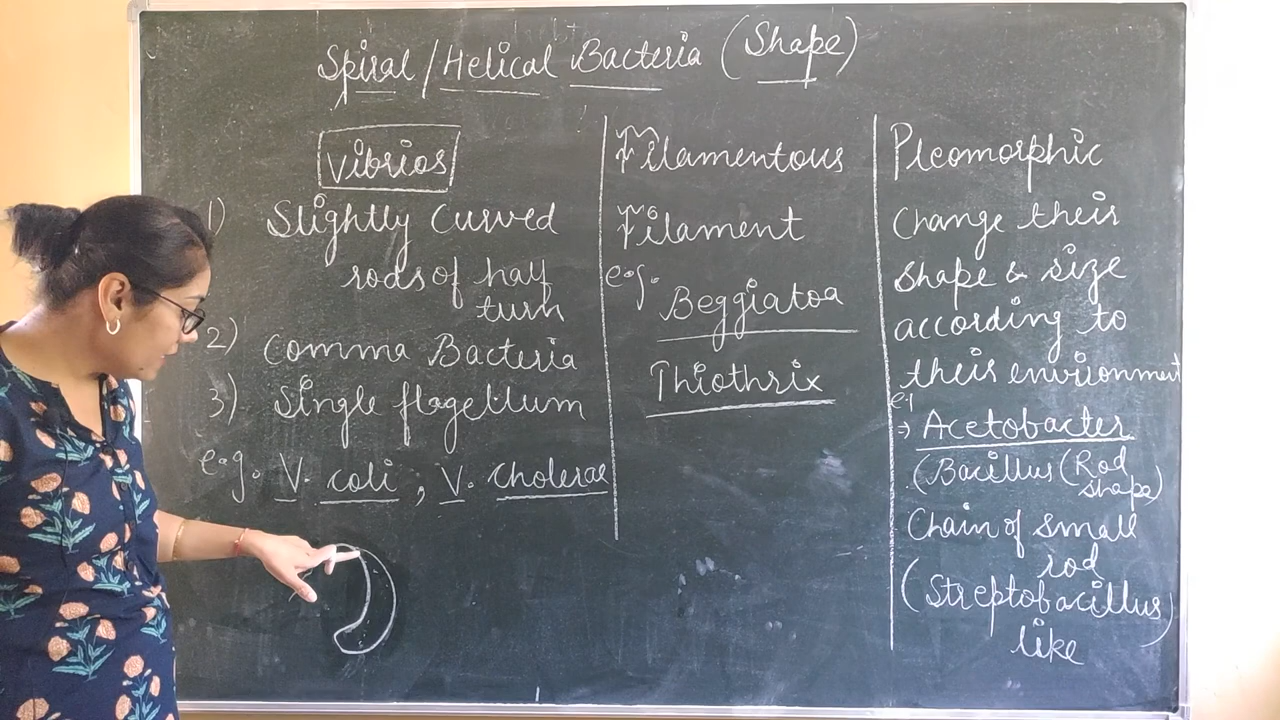 Spiral / Helical Bacteria (Shape)
Vibrios
1) Slightly Curved
rods of half
turn
2) Comma Bacteria
3) Single flagellum
e.g. V. coli ; V. cholerae
Filamentous
Filament
e.g.
Beggiatoa
Thiothrix
Pleomorphic
Change their
shape & size
according to
their environment
e.g
⇒ Acetobacter
(Bacillus (Rod
shape)
Chain of small
rod
(Streptobacillus)
like